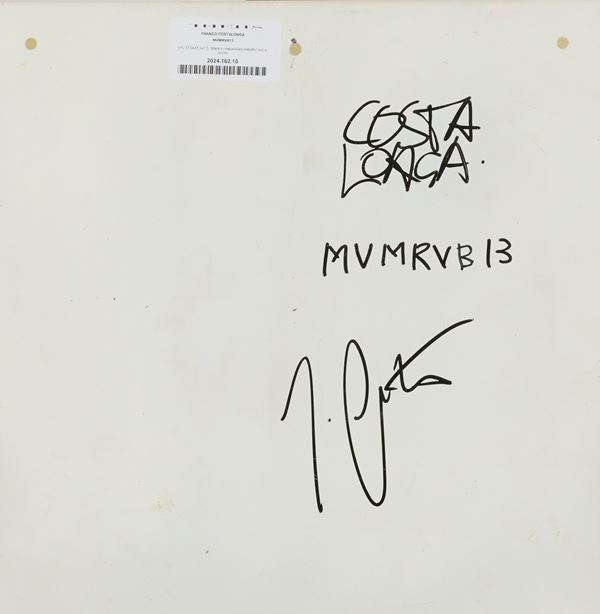 FRANCO COSTALONGA
MVMRVB13
2024.162.10
COSTA
LONGA.
MVMRVB13